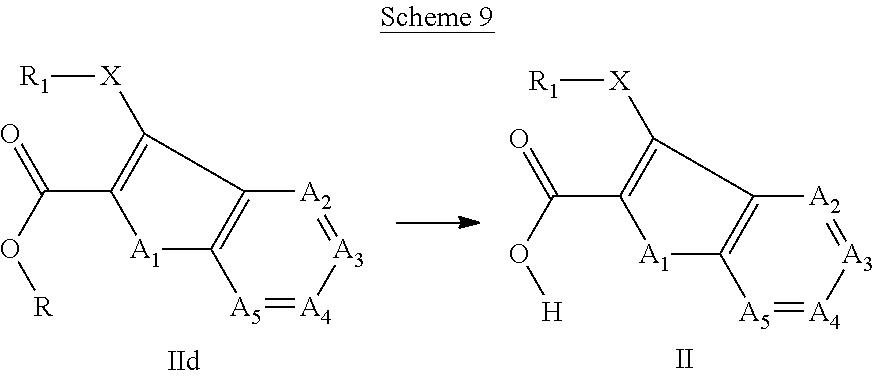 Scheme 9
R1 X
O
O A1 A2 A3
R A5 A4
IId
R1 X
O
O A1 A2 A3
H A5 A4
II